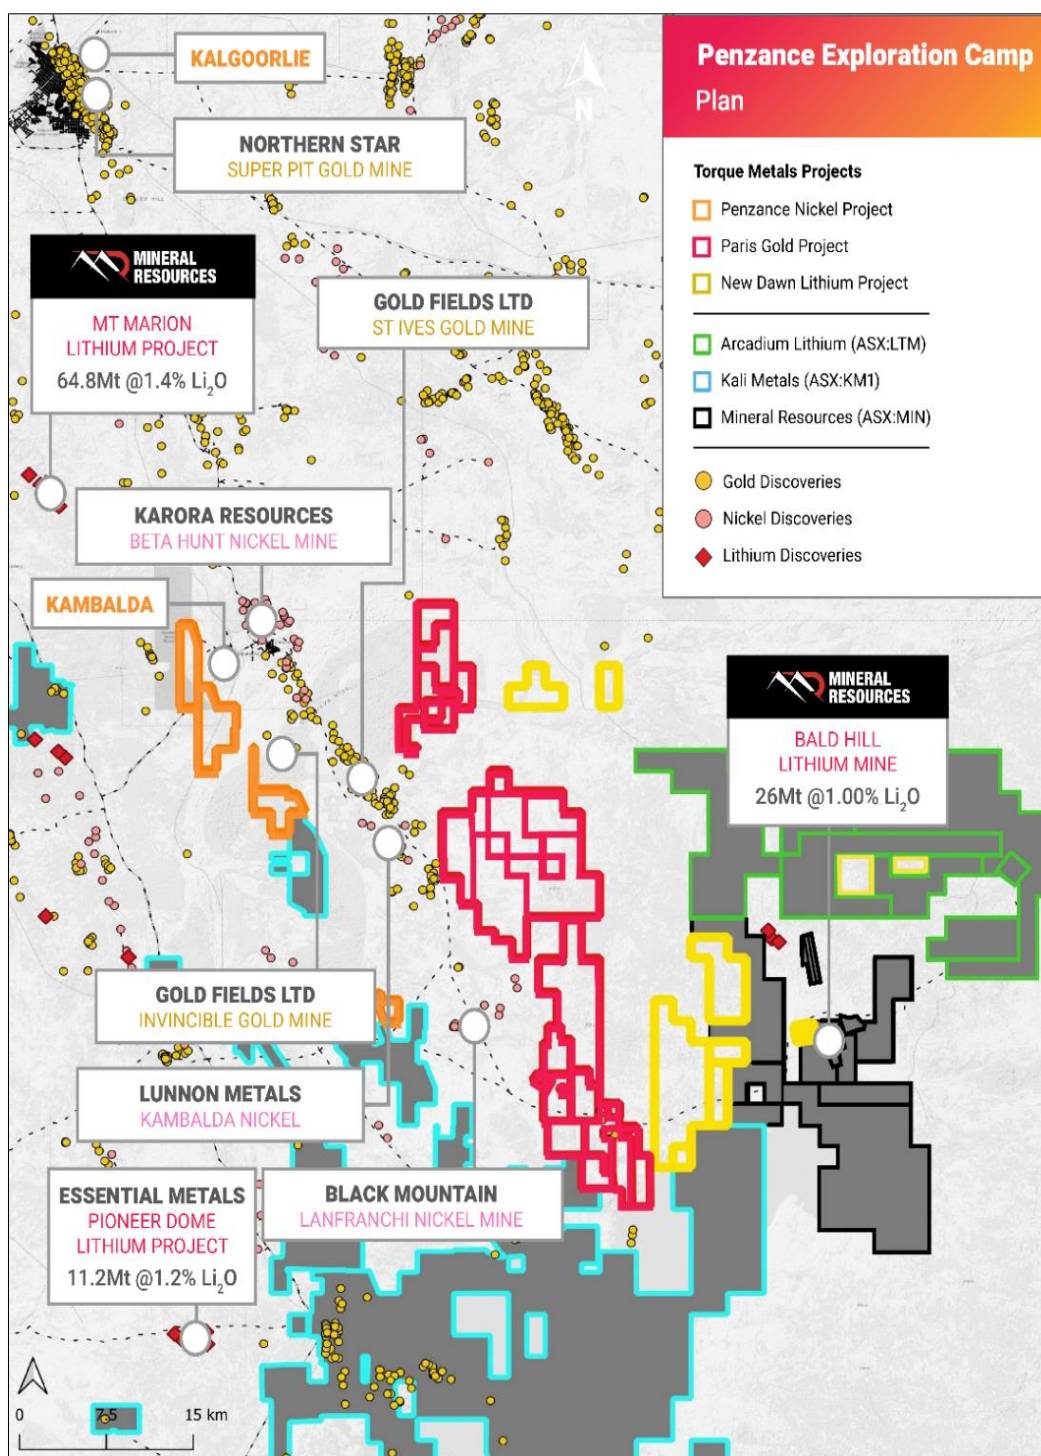 Penzance Exploration Camp
Plan
Torque Metals Projects
Penzance Nickel Project
Paris Gold Project
New Dawn Lithium Project
Arcadium Lithium (ASX:LTM)
Kali Metals (ASX:KM1)
Mineral Resources (ASX:MIN)
Gold Discoveries
Nickel Discoveries
Lithium Discoveries
KALGOORLIE
N
NORTHERN STAR
SUPER PIT GOLD MINE
MINERAL
RESOURCES
MT MARION
LITHIUM PROJECT
64.8Mt @1.4% Li₂O
GOLD FIELDS LTD
ST IVES GOLD MINE
KARORA RESOURCES
BETA HUNT NICKEL MINE
KAMBALDA
MINERAL
RESOURCES
BALD HILL
LITHIUM MINE
26Mt @1.00% Li₂O
GOLD FIELDS LTD
INVINCIBLE GOLD MINE
LUNNON METALS
KAMBALDA NICKEL
BLACK MOUNTAIN
LANFRANCHI NICKEL MINE
ESSENTIAL METALS
PIONEER DOME
LITHIUM PROJECT
11.2Mt @1.2% Li₂O
0 7.5 15 km